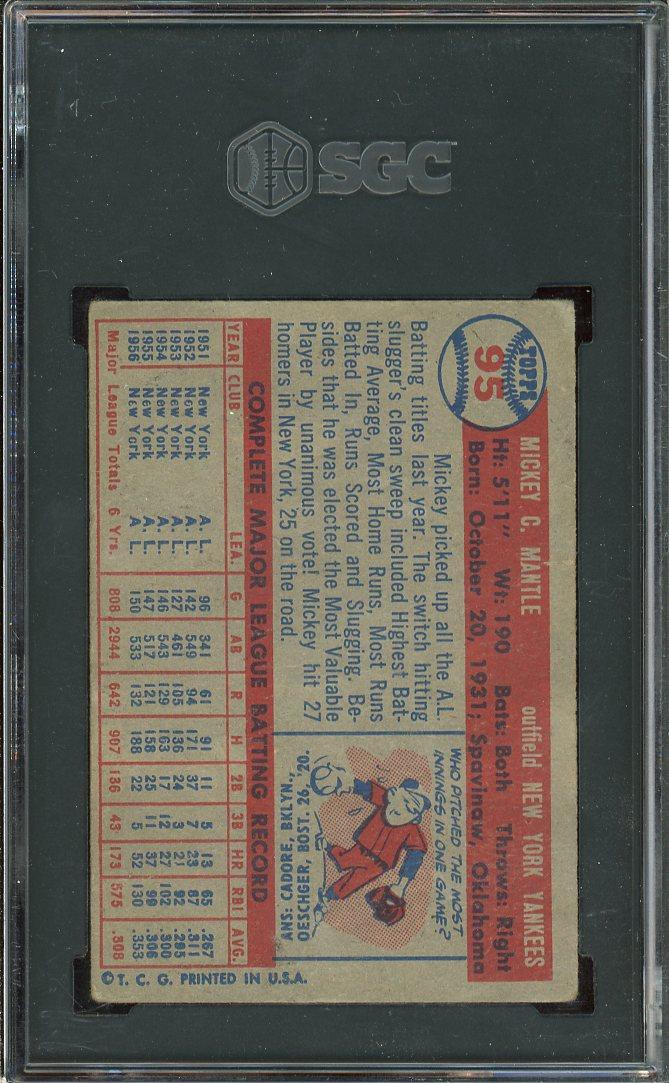 SGC
TOPPS
95
MICKEY C. MANTLE outfield NEW YORK YANKEES
Ht: 5'11" Wt: 190 Bats: Both Throws: Right
Born: October 20, 1931; Spavinaw, Oklahoma
Mickey picked up all the A.L.
Batting titles last year. The switch hitting
slugger's clean sweep included Highest Bat-
ting Average, Most Home Runs, Most Runs
Batted In, Runs Scored and Slugging. Be-
sides that he was elected the Most Valuable
Player by unanimous vote! Mickey hit 27
homers in New York, 25 on the road.
WHO PITCHED THE MOST
INNINGS IN ONE GAME?
ANS. CADORE BKLYN.,
OESCHGER, BOST. 26, '20.
COMPLETE MAJOR LEAGUE BATTING RECORD
YEAR CLUB LEA. G AB R H 2B 3B HR RBI AVG.
1951 New York A. L. 96 341 61 91 11 5 13 65 .267
1952 New York A. L. 142 549 94 171 37 7 23 87 .311
1953 New York A. L. 127 461 105 136 24 3 21 92 .295
1954 New York A. L. 146 543 129 163 17 12 27 102 .300
1955 New York A. L. 147 517 121 158 25 11 37 99 .306
1956 New York A. L. 150 533 132 188 22 5 52 130 .353
Major League Totals 6 Yrs. 808 2944 642 907 136 43 173 575 .308
© T. C. G. PRINTED IN U.S.A.